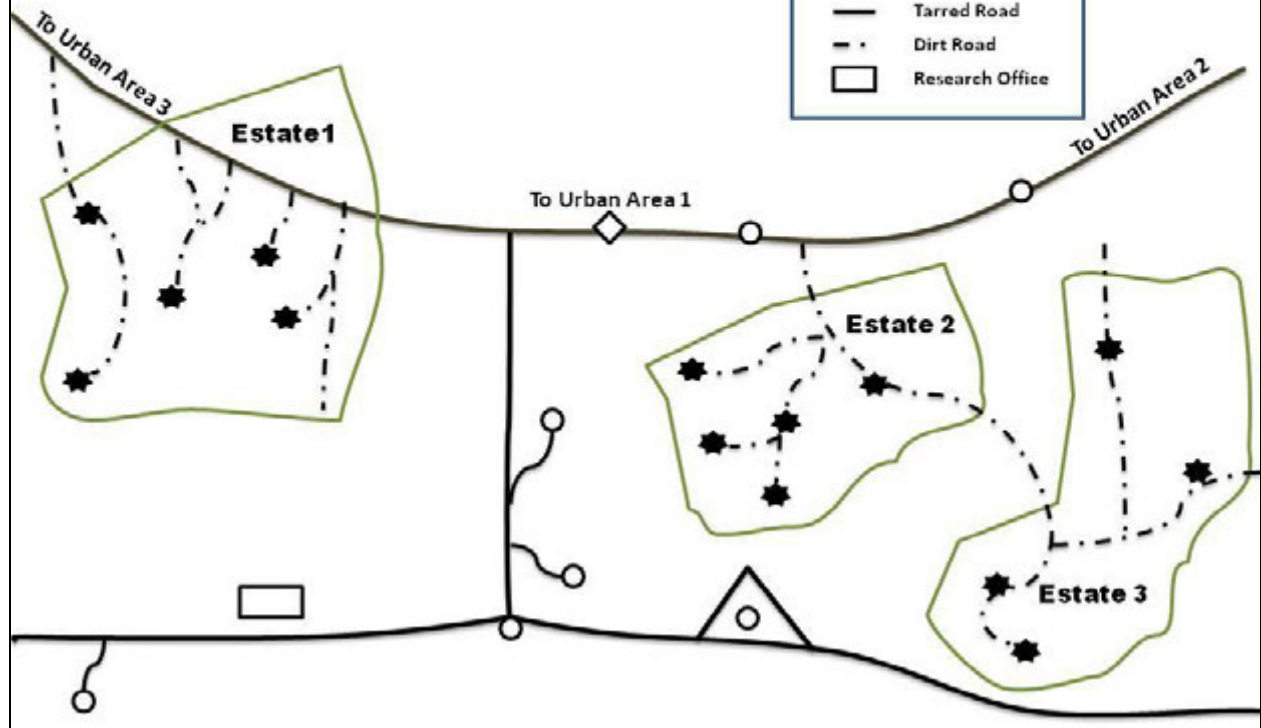 Tarred Road
Dirt Road
Research Office
To Urban Area 3
To Urban Area 2
Estate1
To Urban Area 1
Estate 2
Estate 3